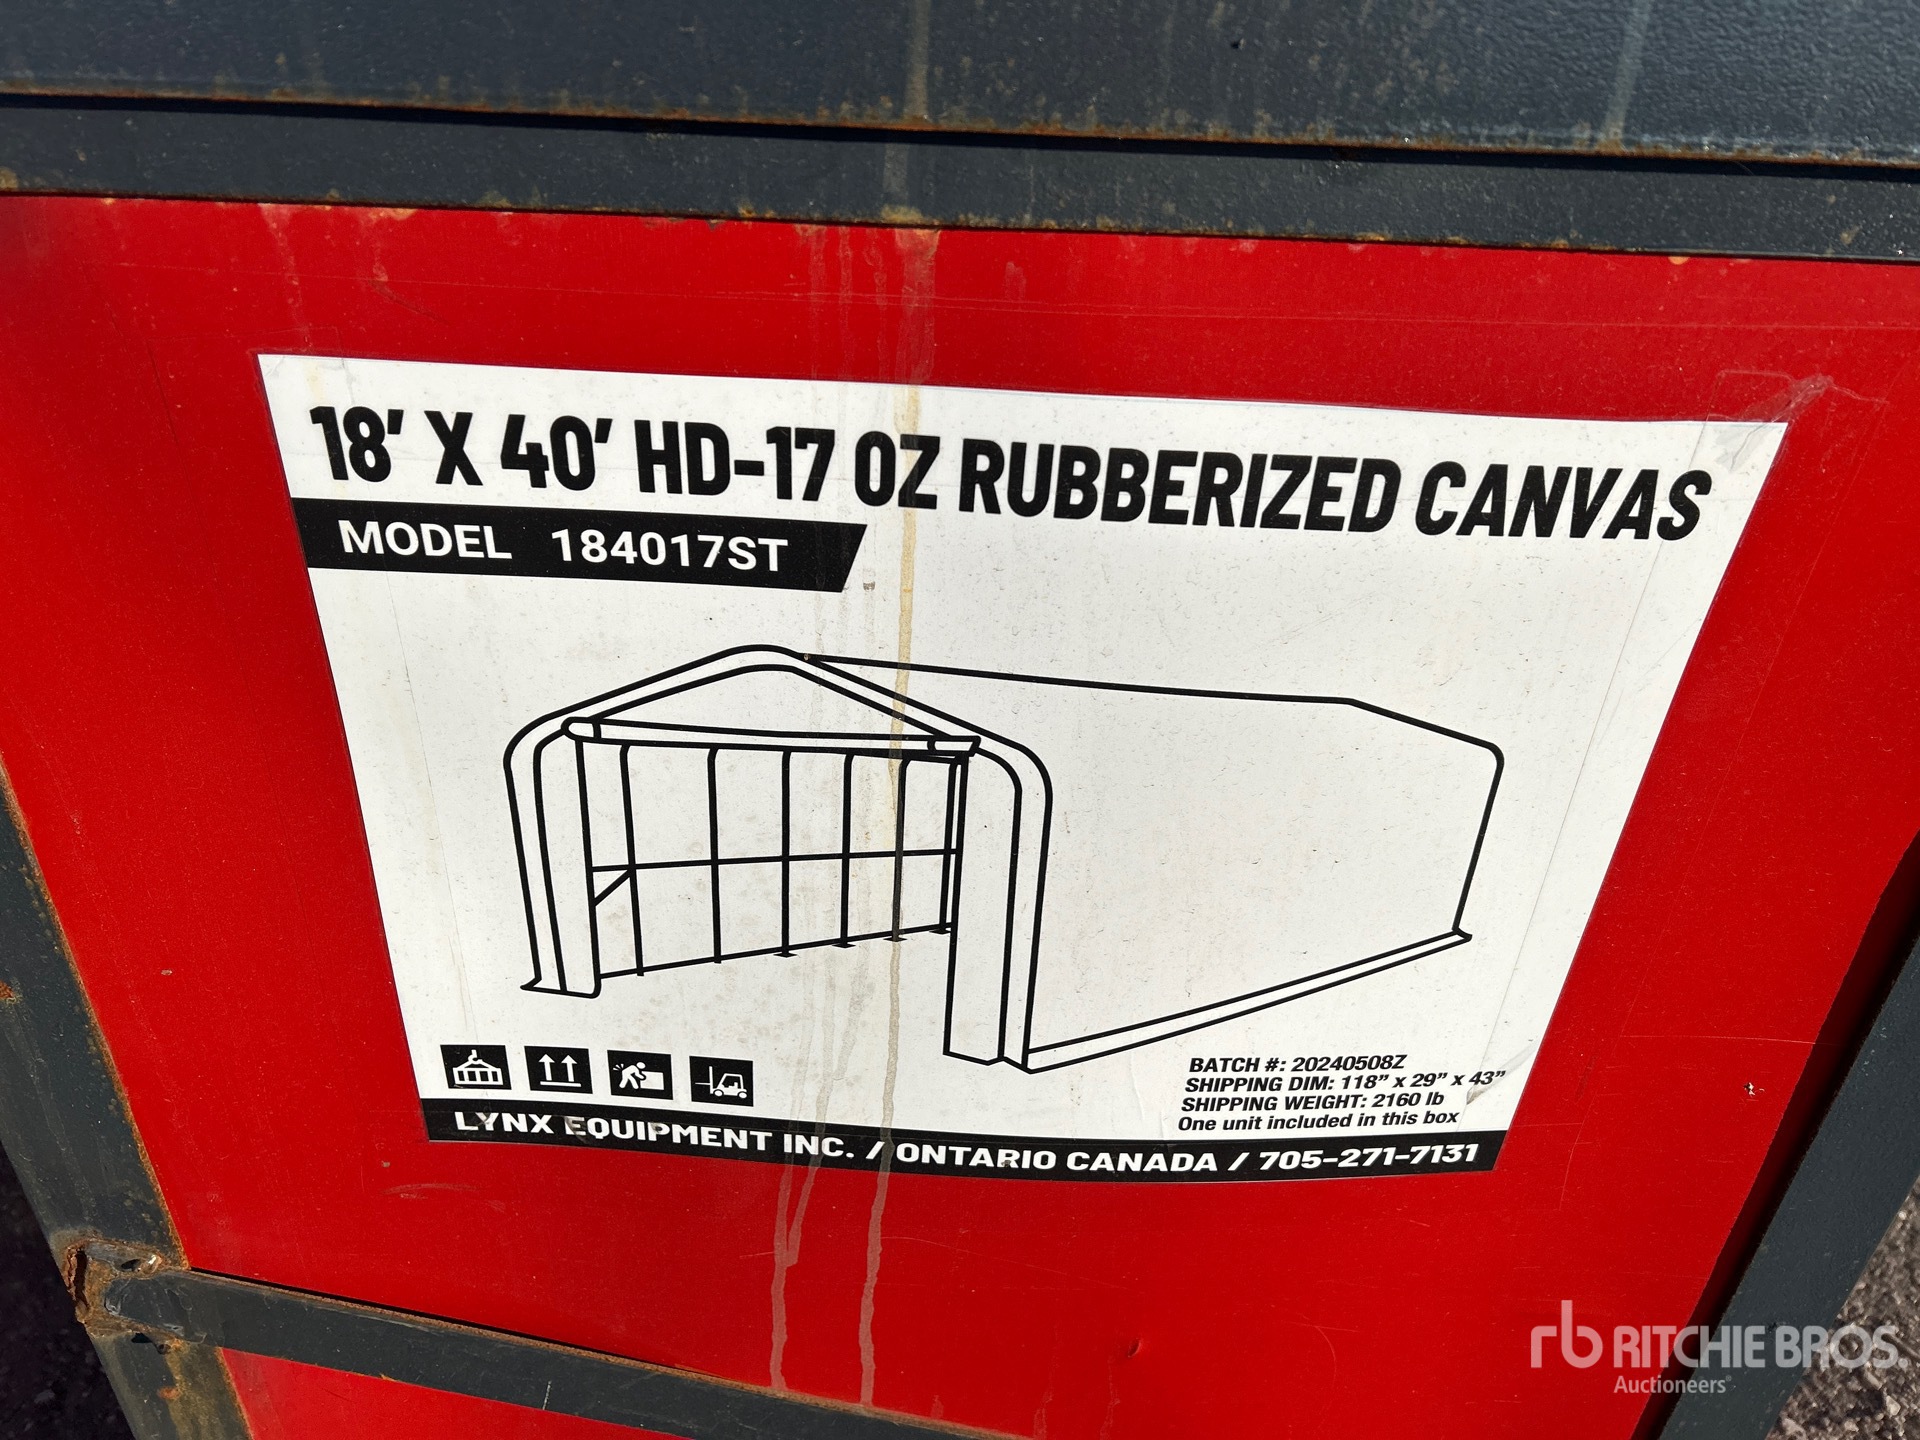 18' X 40' HD-17 OZ RUBBERIZED CANVAS
MODEL 184017ST
BATCH #: 20240508Z
SHIPPING DIM: 118" x 29" x 43"
SHIPPING WEIGHT: 2160 lb
One unit included in this box
LYNX EQUIPMENT INC. / ONTARIO CANADA / 705-271-7131
rb RITCHIE BROS.
Auctioneers